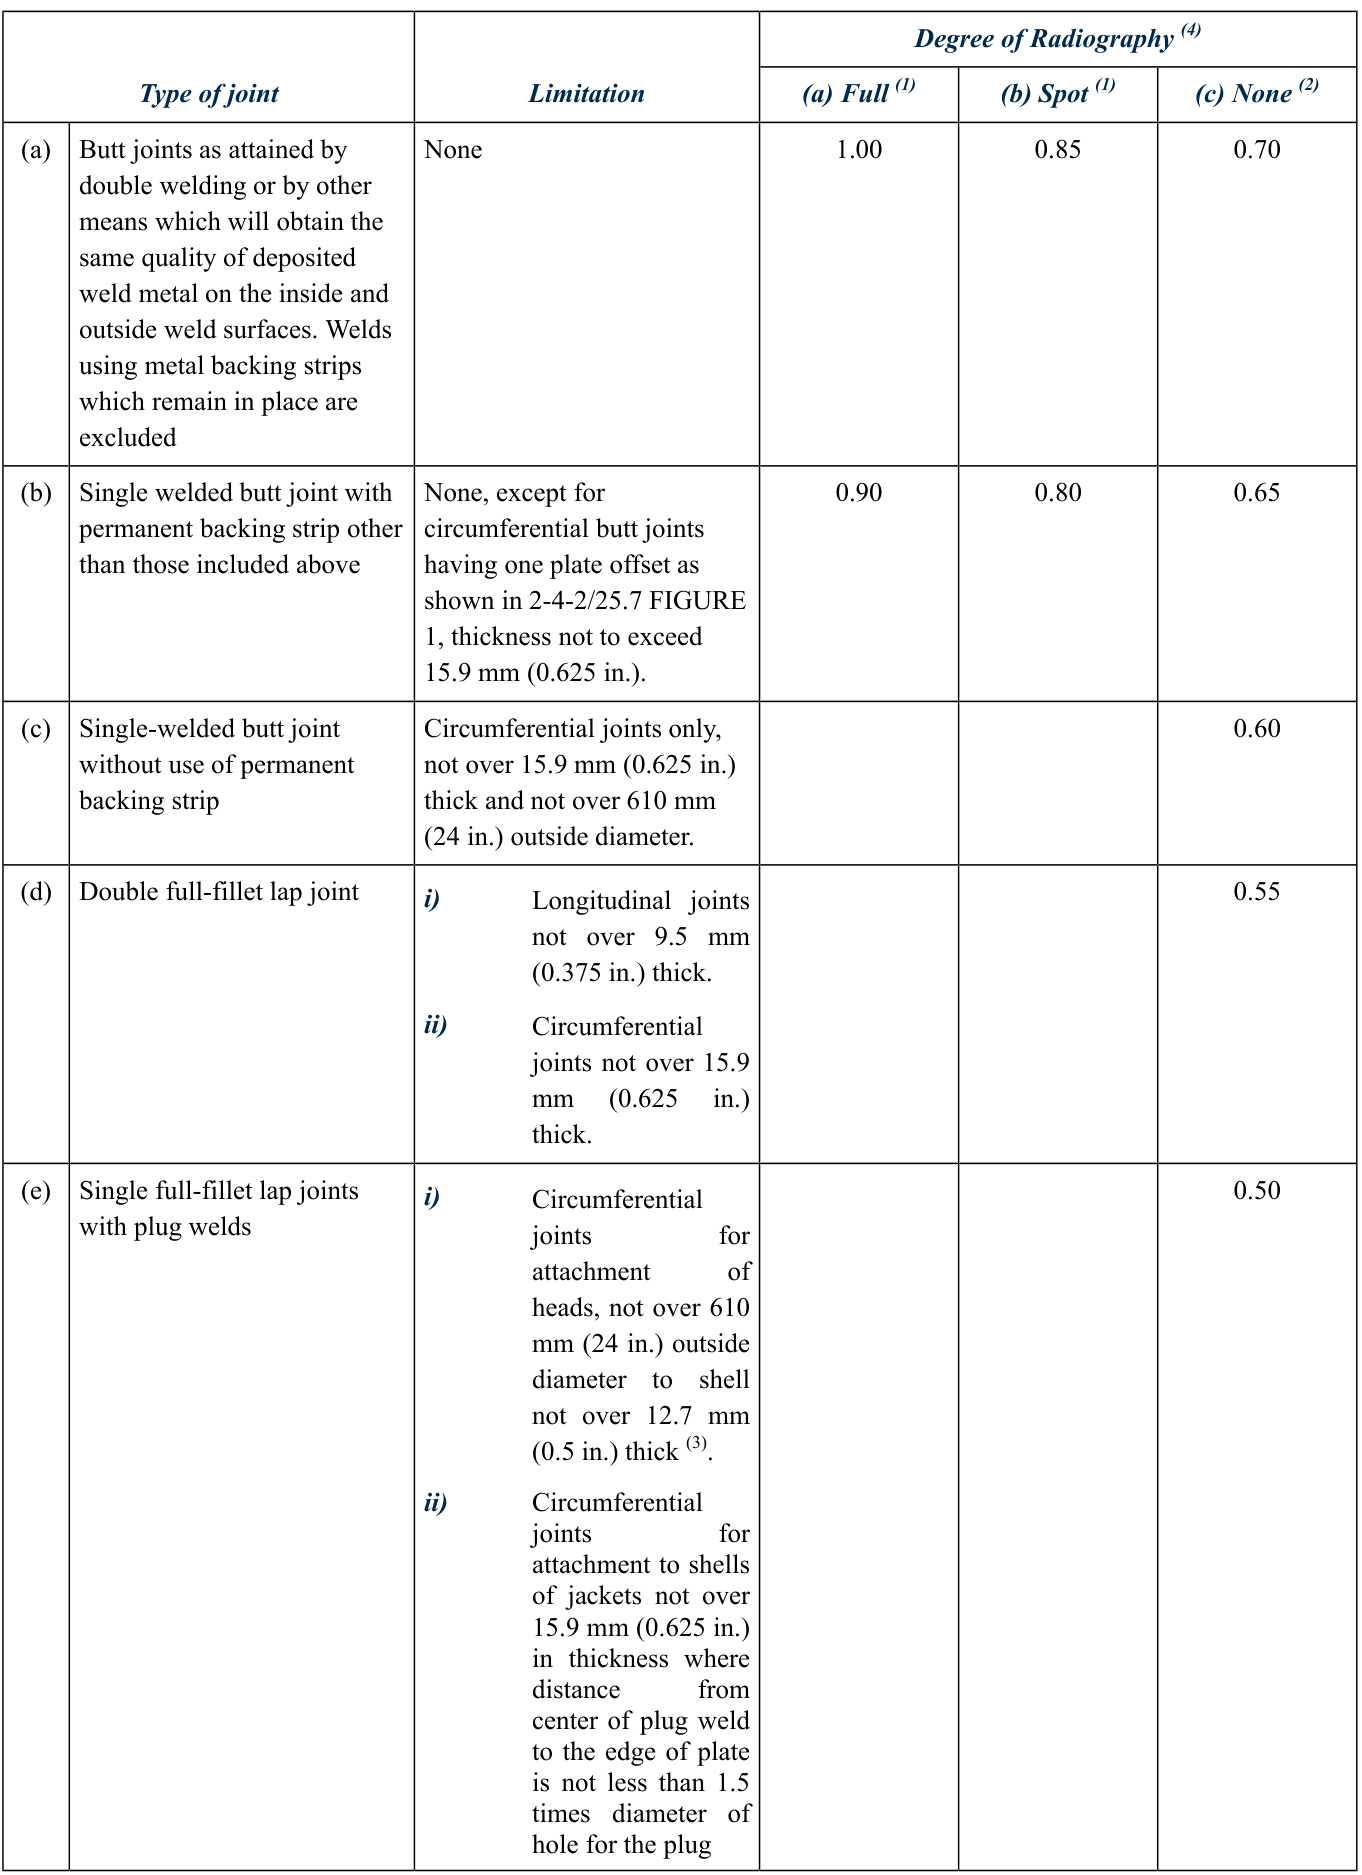 Degree of Radiography (4)
Type of joint Limitation (a) Full (1) (b) Spot (1) (c) None (2)
(a) Butt joints as attained by None 1.00 0.85 0.70
double welding or by other
means which will obtain the
same quality of deposited
weld metal on the inside and
outside weld surfaces. Welds
using metal backing strips
which remain in place are
excluded
(b) Single welded butt joint with None, except for 0.90 0.80 0.65
permanent backing strip other circumferential butt joints
than those included above having one plate offset as
shown in 2-4-2/25.7 FIGURE
1, thickness not to exceed
15.9 mm (0.625 in.).
(c) Single-welded butt joint Circumferential joints only, 0.60
without use of permanent not over 15.9 mm (0.625 in.)
backing strip thick and not over 610 mm
(24 in.) outside diameter.
(d) Double full-fillet lap joint i) Longitudinal joints 0.55
not over 9.5 mm
(0.375 in.) thick.
ii) Circumferential
joints not over 15.9
mm (0.625 in.)
thick.
(e) Single full-fillet lap joints i) Circumferential 0.50
with plug welds joints for
attachment of
heads, not over 610
mm (24 in.) outside
diameter to shell
not over 12.7 mm
(0.5 in.) thick (3).
ii) Circumferential
joints for
attachment to shells
of jackets not over
15.9 mm (0.625 in.)
in thickness where
distance from
center of plug weld
to the edge of plate
is not less than 1.5
times diameter of
hole for the plug